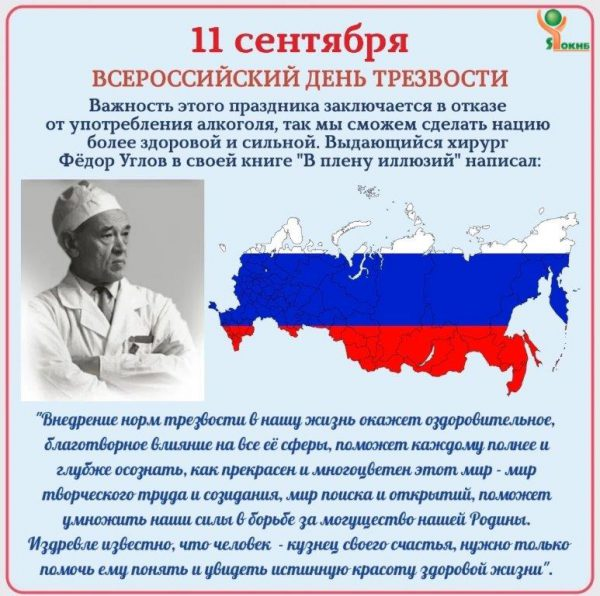 ЯОКНБ
11 сентября
ВСЕРОССИЙСКИЙ ДЕНЬ ТРЕЗВОСТИ
Важность этого праздника заключается в отказе
от употребления алкоголя, так мы сможем сделать нацию
более здоровой и сильной. Выдающийся хирург
Фёдор Углов в своей книге "В плену иллюзий" написал:
"Внедрение норм трезвости в нашу жизнь окажет оздоровительное,
благотворное влияние на все её сферы, поможет каждому полнее и
глубже осознать, как прекрасен и многоцветен этот мир - мир
творческого труда и созидания, мир поиска и открытий, поможет
умножить наши силы в борьбе за могущество нашей Родины.
Издревле известно, что человек - кузнец своего счастья, нужно только
помочь ему понять и увидеть истинную красоту здоровой жизни".